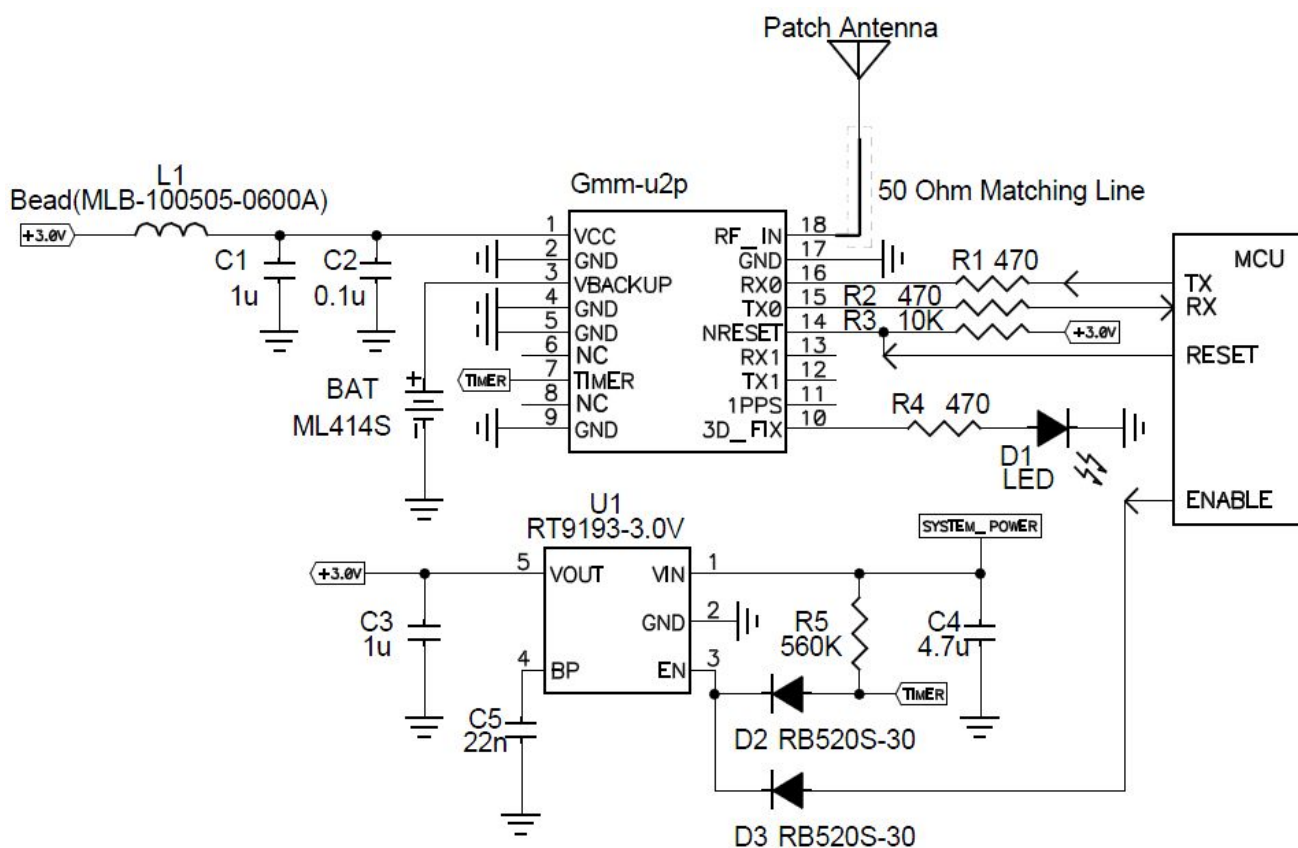 Patch Antenna
L1
Bead(MLB-100505-0600A)
Gmm-u2p
50 Ohm Matching Line
+3.0V
C1
1u
C2
0.1u
1 VCC
2 GND
3 VBACKUP
4 GND
5 GND
6 NC
7 TIMER
8 NC
9 GND
RF_IN 18
GND 17
RX0 16
TX0 15
NRESET 14
RX1 13
TX1 12
1PPS 11
3D_FIX 10
R1 470
R2 470
R3 10K
+3.0V
MCU
TX
RX
RESET
ENABLE
TIMER
BAT
ML414S
+
R4 470
D1
LED
U1
RT9193-3.0V
SYSTEM_POWER
+3.0V
5 VOUT
VIN 1
GND 2
4 BP
EN 3
C3
1u
R5
560K
C4
4.7u
TIMER
C5
22n
D2 RB520S-30
D3 RB520S-30